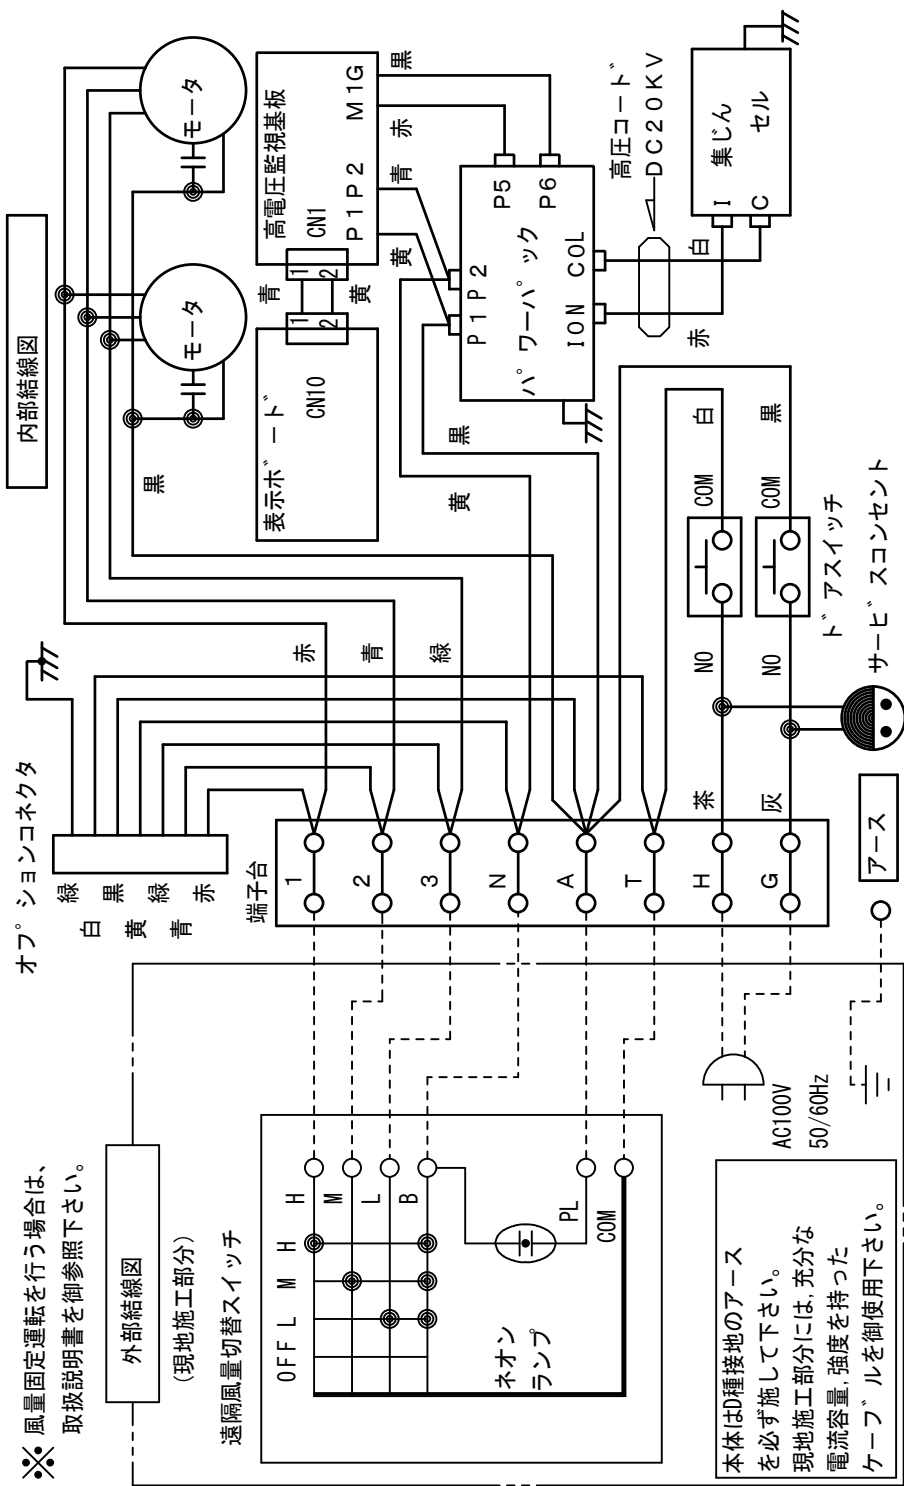 ※ 風量固定運転を行う場合は、
取扱説明書を御参照下さい。
外部結線図
(現地施工部分)
遠隔風量切替スイッチ
OFF L M H
H
M
L
B
PL
COM
ネオン
ランプ
本体はD種接地のアース
を必ず施して下さい。
現地施工部分には,充分な
電流容量,強度を持った
ケーブルを御使用下さい。
AC100V
50/60Hz
アース
オプションコネクタ
緑
白
黒
黄
緑
青
赤
端子台
1
2
3
N
A
T
H
G
茶
灰
赤
青
緑
内部結線図
黒
モータ
モータ
表示ボード
CN10
1
2
青
黄
1
2
CN1
高電圧監視基板
P1 P2
M1G
黄
青
赤
黒
黄
黒
P1 P2
P5
P6
パワーパック
ION
COL
高圧コード
DC20KV
赤
白
I
C
集じん
セル
NO
COM
白
NO
COM
黒
ドアスイッチ
サービスコンセント